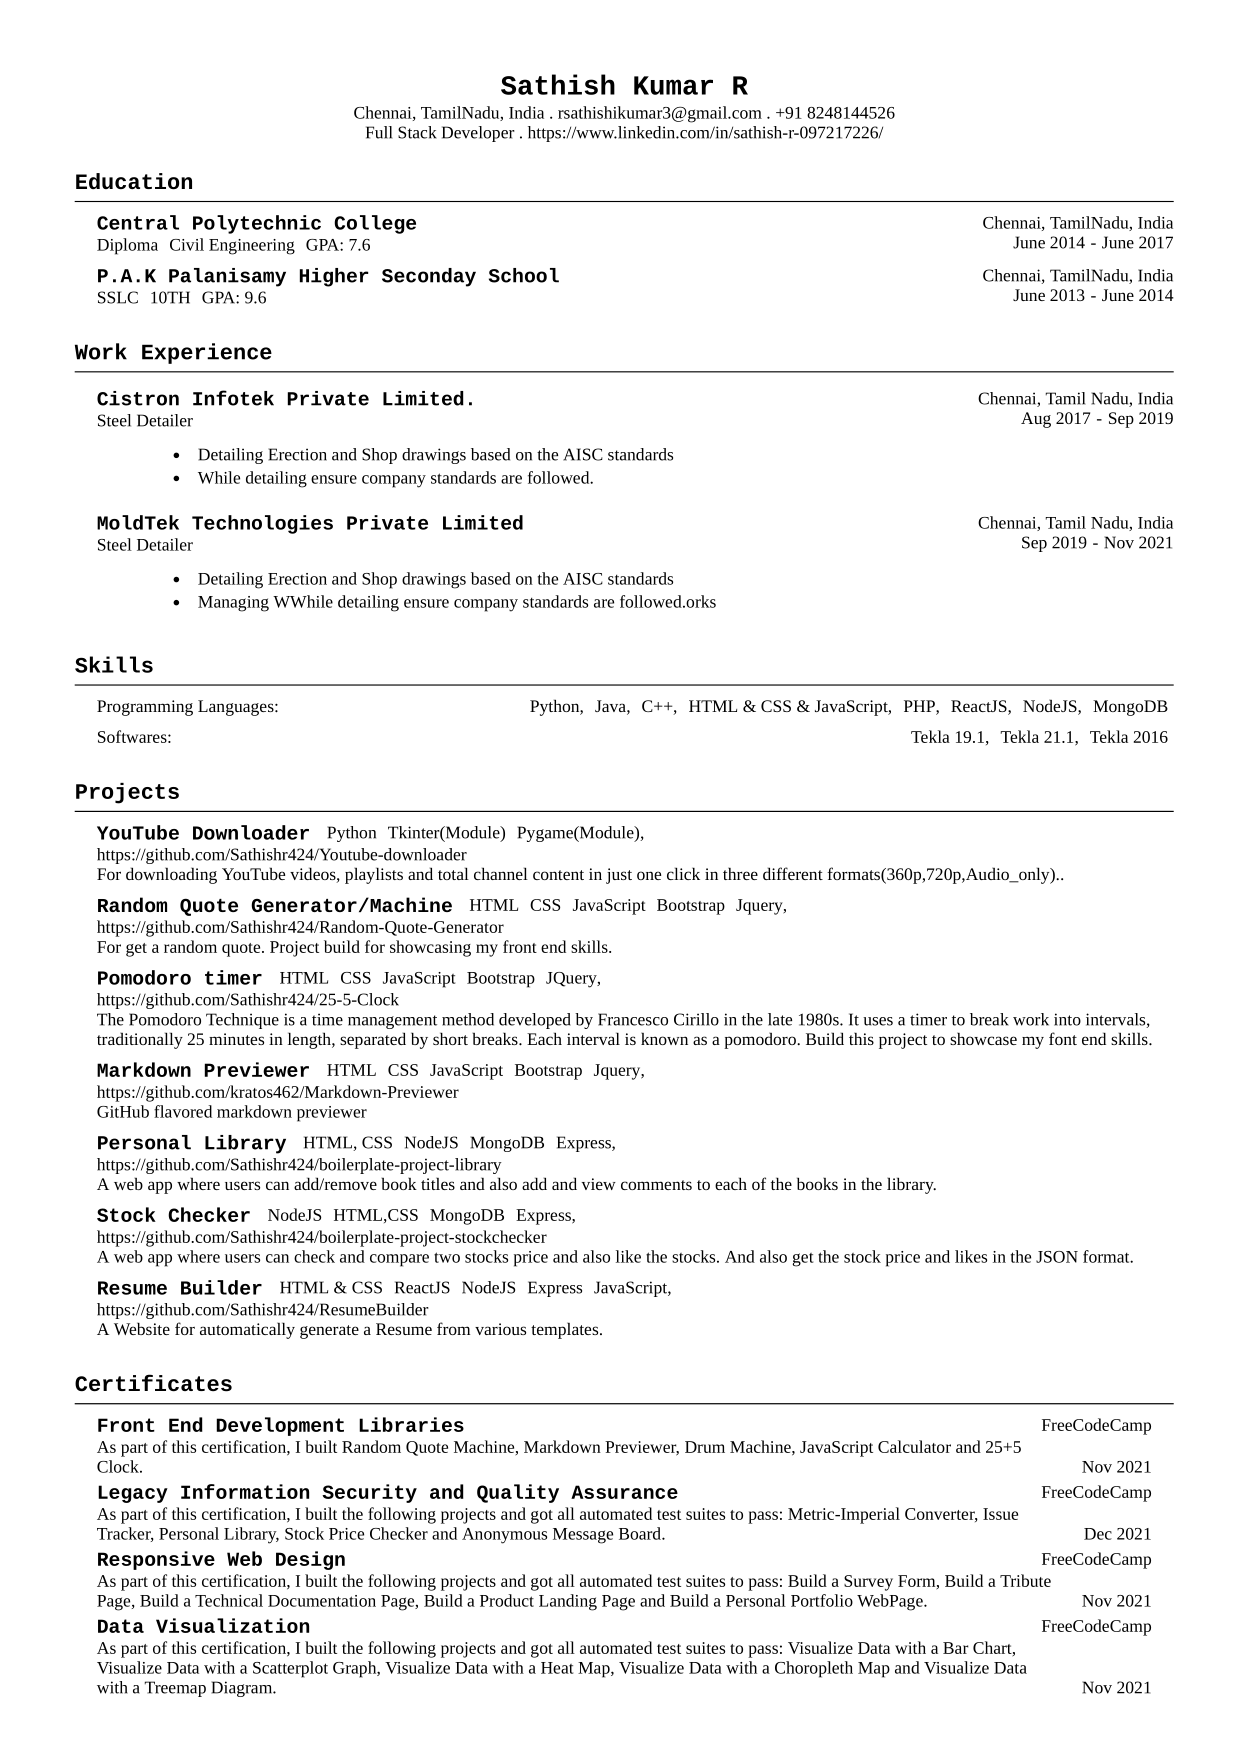 Sathish Kumar R
Chennai, TamilNadu, India . rsathishikumar3@gmail.com . +91 8248144526
Full Stack Developer . https://www.linkedin.com/in/sathish-r-097217226/
Education
Central Polytechnic College Chennai, TamilNadu, India
Diploma Civil Engineering GPA: 7.6 June 2014 - June 2017
P.A.K Palanisamy Higher Seconday School Chennai, TamilNadu, India
SSLC 10TH GPA: 9.6 June 2013 - June 2014
Work Experience
Cistron Infotek Private Limited. Chennai, Tamil Nadu, India
Steel Detailer Aug 2017 - Sep 2019
• Detailing Erection and Shop drawings based on the AISC standards
• While detailing ensure company standards are followed.
MoldTek Technologies Private Limited Chennai, Tamil Nadu, India
Steel Detailer Sep 2019 - Nov 2021
• Detailing Erection and Shop drawings based on the AISC standards
• Managing WWhile detailing ensure company standards are followed.orks
Skills
Programming Languages: Python, Java, C++, HTML & CSS & JavaScript, PHP, ReactJS, NodeJS, MongoDB
Softwares: Tekla 19.1, Tekla 21.1, Tekla 2016
Projects
YouTube Downloader Python Tkinter(Module) Pygame(Module),
https://github.com/Sathishr424/Youtube-downloader
For downloading YouTube videos, playlists and total channel content in just one click in three different formats(360p,720p,Audio_only)..
Random Quote Generator/Machine HTML CSS JavaScript Bootstrap Jquery,
https://github.com/Sathishr424/Random-Quote-Generator
For get a random quote. Project build for showcasing my front end skills.
Pomodoro timer HTML CSS JavaScript Bootstrap JQuery,
https://github.com/Sathishr424/25-5-Clock
The Pomodoro Technique is a time management method developed by Francesco Cirillo in the late 1980s. It uses a timer to break work into intervals,
traditionally 25 minutes in length, separated by short breaks. Each interval is known as a pomodoro. Build this project to showcase my font end skills.
Markdown Previewer HTML CSS JavaScript Bootstrap Jquery,
https://github.com/kratos462/Markdown-Previewer
GitHub flavored markdown previewer
Personal Library HTML, CSS NodeJS MongoDB Express,
https://github.com/Sathishr424/boilerplate-project-library
A web app where users can add/remove book titles and also add and view comments to each of the books in the library.
Stock Checker NodeJS HTML,CSS MongoDB Express,
https://github.com/Sathishr424/boilerplate-project-stockchecker
A web app where users can check and compare two stocks price and also like the stocks. And also get the stock price and likes in the JSON format.
Resume Builder HTML & CSS ReactJS NodeJS Express JavaScript,
https://github.com/Sathishr424/ResumeBuilder
A Website for automatically generate a Resume from various templates.
Certificates
Front End Development Libraries FreeCodeCamp
As part of this certification, I built Random Quote Machine, Markdown Previewer, Drum Machine, JavaScript Calculator and 25+5
Clock. Nov 2021
Legacy Information Security and Quality Assurance FreeCodeCamp
As part of this certification, I built the following projects and got all automated test suites to pass: Metric-Imperial Converter, Issue
Tracker, Personal Library, Stock Price Checker and Anonymous Message Board. Dec 2021
Responsive Web Design FreeCodeCamp
As part of this certification, I built the following projects and got all automated test suites to pass: Build a Survey Form, Build a Tribute
Page, Build a Technical Documentation Page, Build a Product Landing Page and Build a Personal Portfolio WebPage. Nov 2021
Data Visualization FreeCodeCamp
As part of this certification, I built the following projects and got all automated test suites to pass: Visualize Data with a Bar Chart,
Visualize Data with a Scatterplot Graph, Visualize Data with a Heat Map, Visualize Data with a Choropleth Map and Visualize Data
with a Treemap Diagram. Nov 2021